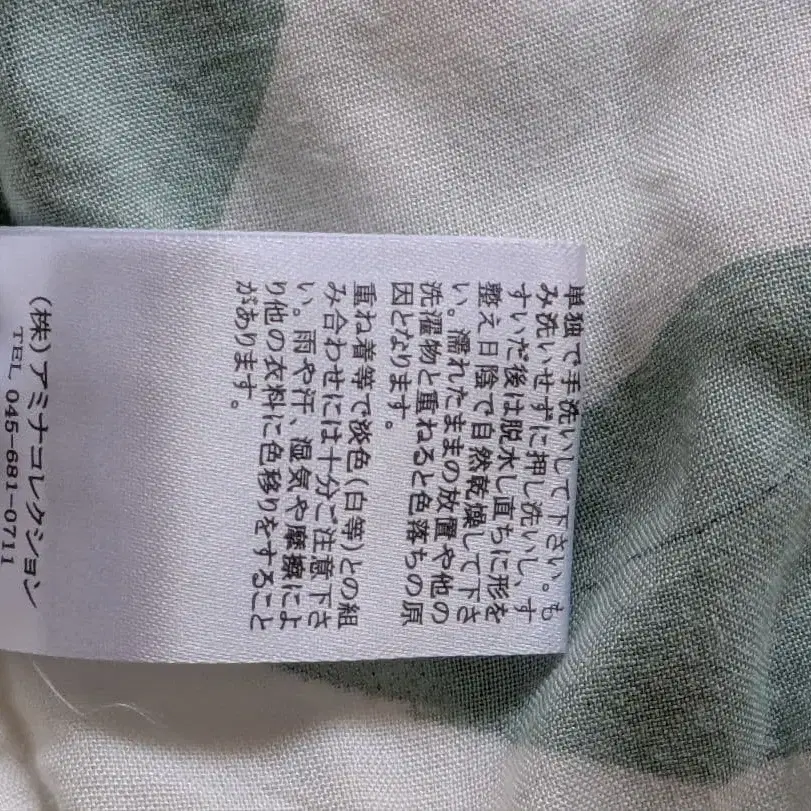 単独で手洗いして下さい。も
み洗いせずに押し洗いし、す
すいだ後は脱水し直ちに形を
整え日陰で自然乾燥して下さ
い。濡れたままの放置や他の
洗濯物と重ねると色落ちの原
因となります。
重ね着等で淡色(白等)との組
み合わせには十分ご注意下さ
い。雨や汗、湿気や摩擦によ
り他の衣料に色移りをすること
があります。
(株)アミナコレクション
TEL 045-681-0711